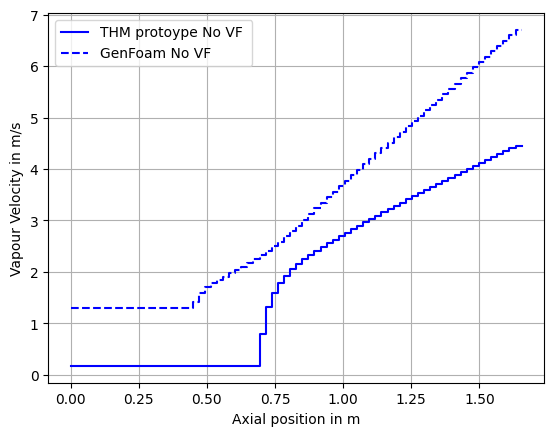 THM protoype No VF
GenFoam No VF
Vapour Velocity in m/s
7
6
5
4
3
2
1
0
0.00 0.25 0.50 0.75 1.00 1.25 1.50
Axial position in m